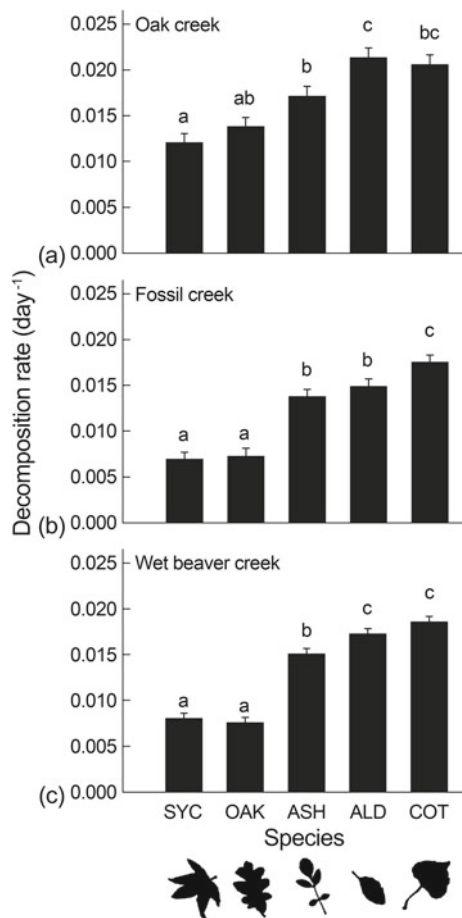 Oak creek
c
bc
b
ab
a
0.025
0.020
0.015
0.010
0.005
0.000
(a)
Fossil creek
c
b b
a a
0.025
0.020
0.015
0.010
0.005
0.000
(b)
Wet beaver creek
c c
b
a a
0.025
0.020
0.015
0.010
0.005
0.000
(c)
Decomposition rate (day⁻¹)
SYC OAK ASH ALD COT
Species